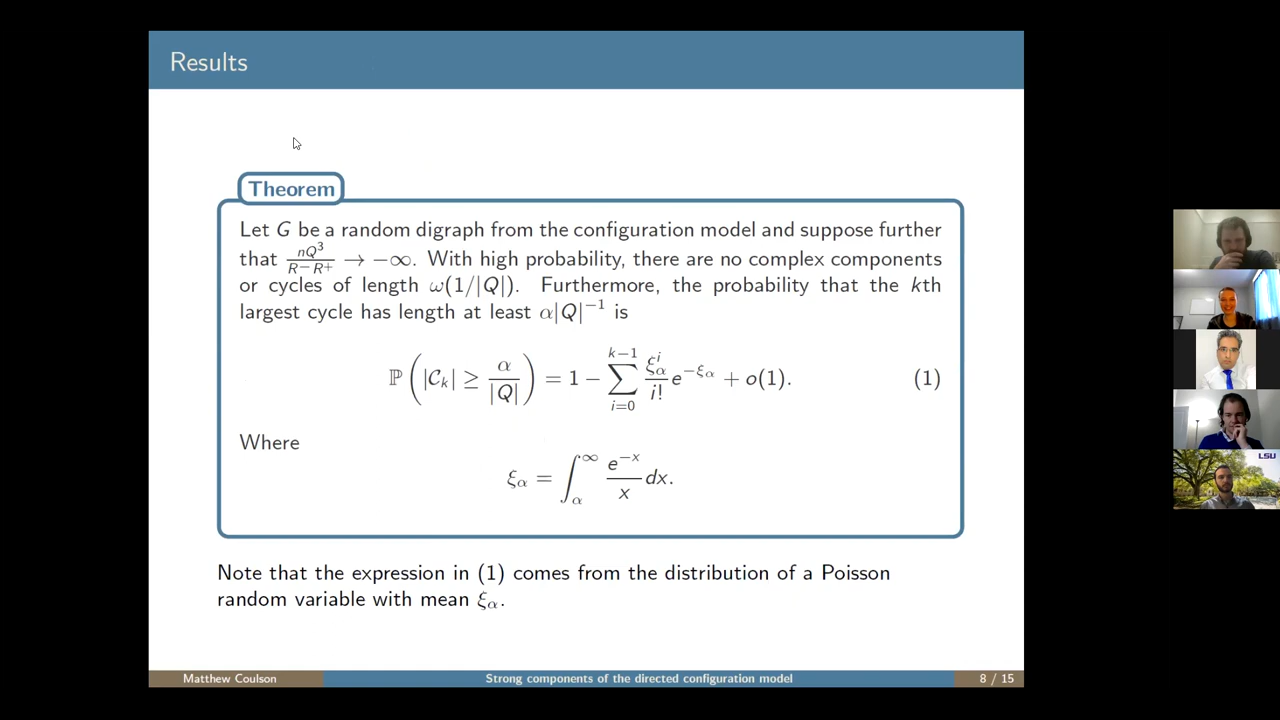 Results
Theorem
Let G be a random digraph from the configuration model and suppose further
that nQ³/R⁻R⁺ → −∞. With high probability, there are no complex components
or cycles of length ω(1/|Q|). Furthermore, the probability that the kth
largest cycle has length at least α|Q|⁻¹ is
ℙ(|𝒞ₖ| ≥ α/|Q|) = 1 − ∑_{i=0}^{k−1} ξ_α^i/i! e^{−ξ_α} + o(1). (1)
Where
ξ_α = ∫_α^∞ e^{−x}/x dx.
Note that the expression in (1) comes from the distribution of a Poisson
random variable with mean ξ_α.
Matthew Coulson Strong components of the directed configuration model 8 / 15
LSU